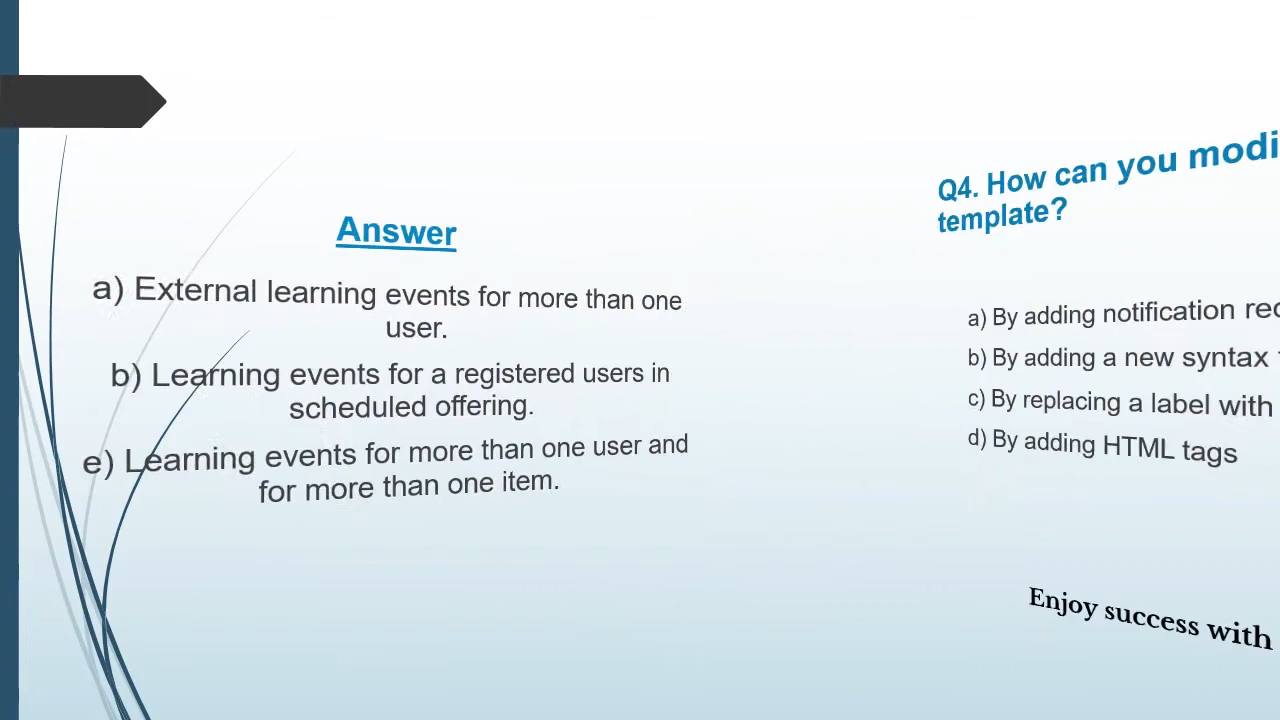 Answer
a) External learning events for more than one
user.
b) Learning events for a registered users in
scheduled offering.
e) Learning events for more than one user and
for more than one item.
Q4. How can you
template?
a) By adding notification
b) By adding a new syntax
c) By replacing a label with
d) By adding HTML tags
Enjoy success with